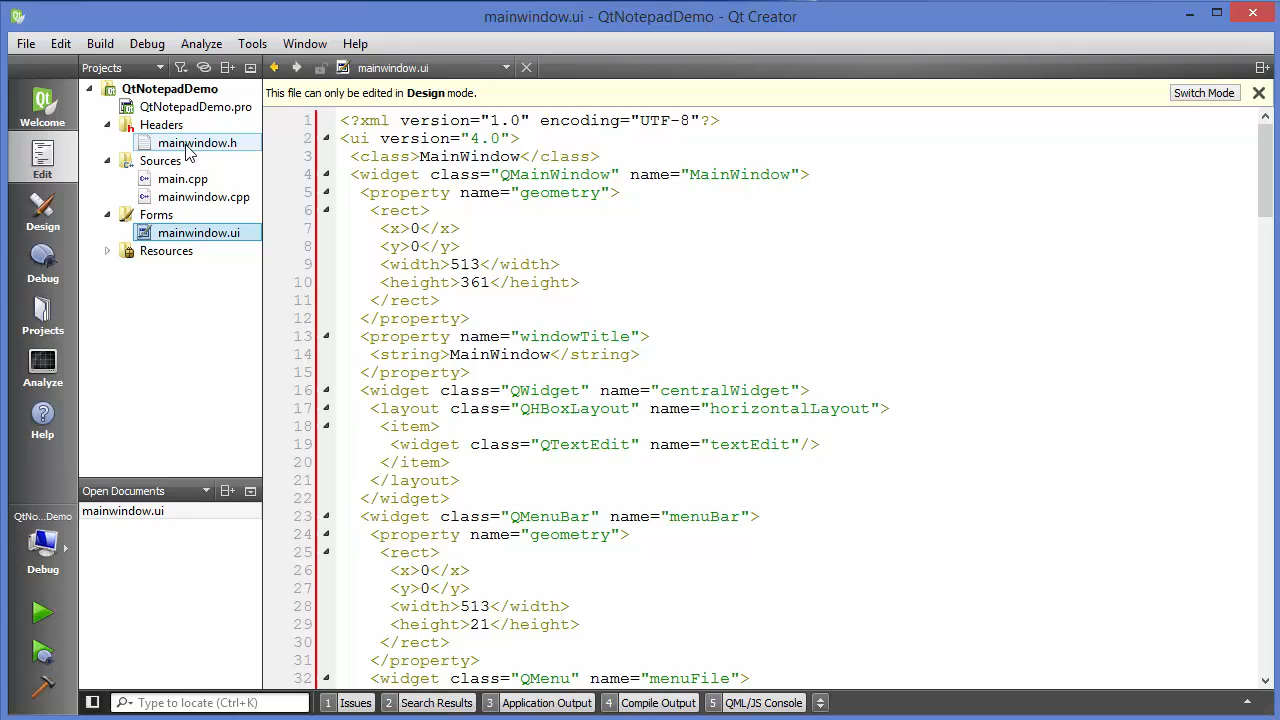 mainwindow.ui - QtNotepadDemo - Qt Creator
File Edit Build Debug Analyze Tools Window Help
Projects
mainwindow.ui
This file can only be edited in Design mode.
Switch Mode
Welcome
Edit
Design
Debug
Projects
Analyze
Help
QtNo...Demo
Debug
QtNotepadDemo
QtNotepadDemo.pro
Headers
mainwindow.h
Sources
main.cpp
mainwindow.cpp
Forms
mainwindow.ui
Resources
Open Documents
mainwindow.ui
1 <?xml version="1.0" encoding="UTF-8"?>
2 <ui version="4.0">
3 <class>MainWindow</class>
4 <widget class="QMainWindow" name="MainWindow">
5 <property name="geometry">
6 <rect>
7 <x>0</x>
8 <y>0</y>
9 <width>513</width>
10 <height>361</height>
11 </rect>
12 </property>
13 <property name="windowTitle">
14 <string>MainWindow</string>
15 </property>
16 <widget class="QWidget" name="centralWidget">
17 <layout class="QHBoxLayout" name="horizontalLayout">
18 <item>
19 <widget class="QTextEdit" name="textEdit"/>
20 </item>
21 </layout>
22 </widget>
23 <widget class="QMenuBar" name="menuBar">
24 <property name="geometry">
25 <rect>
26 <x>0</x>
27 <y>0</y>
28 <width>513</width>
29 <height>21</height>
30 </rect>
31 </property>
32 <widget class="QMenu" name="menuFile">
Type to locate (Ctrl+K)
1 Issues 2 Search Results 3 Application Output 4 Compile Output 5 QML/JS Console